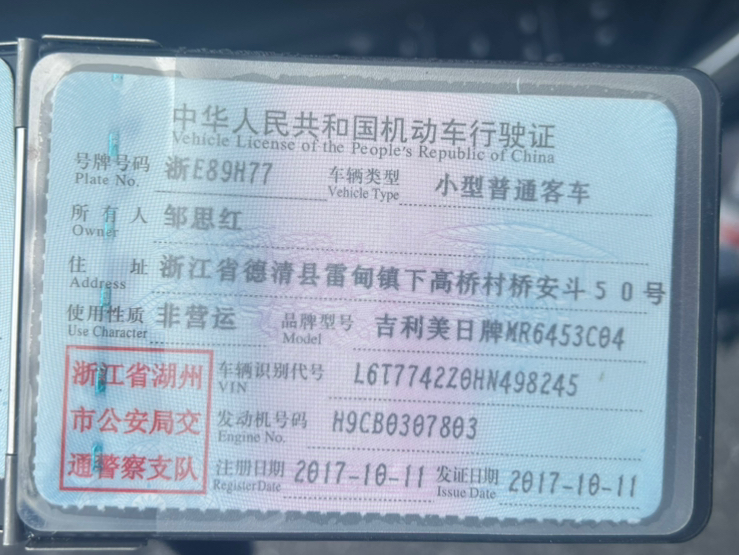 中华人民共和国机动车行驶证
Vehicle License of the People's Republic of China
号牌号码 浙E89H77 车辆类型 小型普通客车
Plate No. Vehicle Type
所有人 邹思红
Owner
住址 浙江省德清县雷甸镇下高桥村桥安斗50号
Address
使用性质 非营运 品牌型号 吉利美日牌MR6453C04
Use Character Model
浙江省湖州 车辆识别代号 L6T7742Z0HN498245
VIN
市公安局交 发动机号码 H9CB0307803
Engine No.
通警察支队 注册日期 2017-10-11 发证日期 2017-10-11
Register Date Issue Date